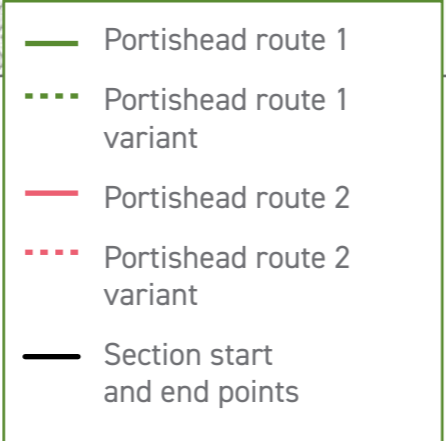 Portishead route 1
Portishead route 1
variant
Portishead route 2
Portishead route 2
variant
Section start
and end points